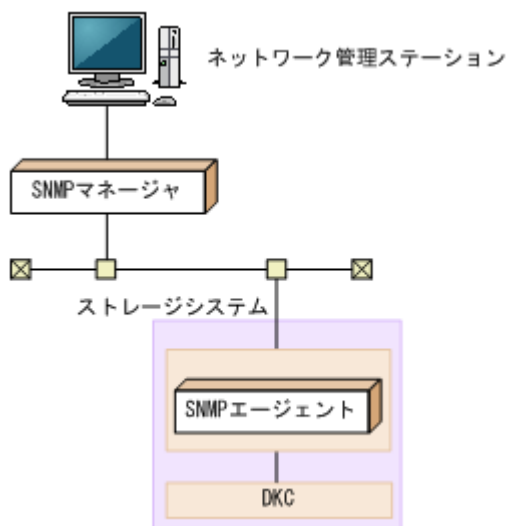 ネットワーク管理ステーション
SNMPマネージャ
ストレージシステム
SNMPエージェント
DKC